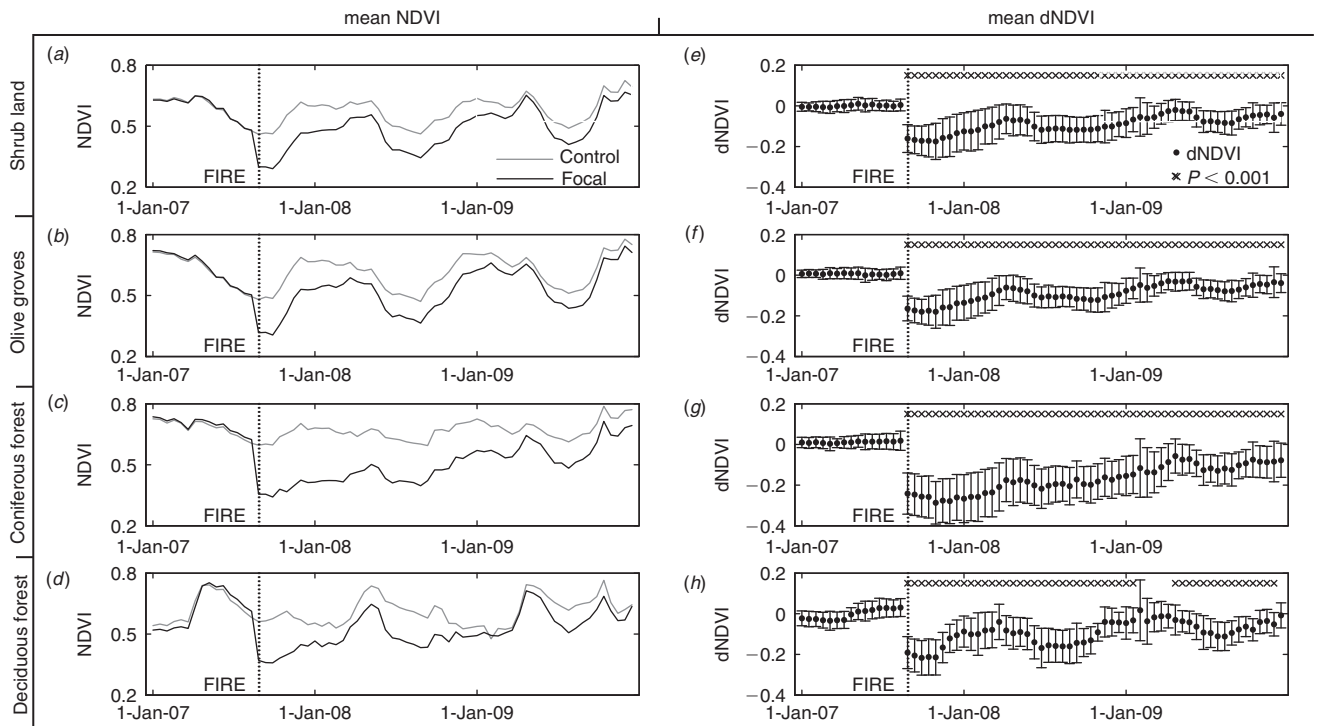 mean NDVI
mean dNDVI
Shrub land
(a)
0.8
0.5
0.2
NDVI
FIRE
Control
Focal
1-Jan-07
1-Jan-08
1-Jan-09
(e)
0.2
0
−0.2
−0.4
dNDVI
FIRE
dNDVI
P < 0.001
1-Jan-07
1-Jan-08
1-Jan-09
Olive groves
(b)
0.8
0.5
0.2
NDVI
FIRE
1-Jan-07
1-Jan-08
1-Jan-09
(f)
0.2
0
−0.2
−0.4
dNDVI
FIRE
1-Jan-07
1-Jan-08
1-Jan-09
Coniferous forest
(c)
0.8
0.5
0.2
NDVI
FIRE
1-Jan-07
1-Jan-08
1-Jan-09
(g)
0.2
0
−0.2
−0.4
dNDVI
FIRE
1-Jan-07
1-Jan-08
1-Jan-09
Deciduous forest
(d)
0.8
0.5
0.2
NDVI
FIRE
1-Jan-07
1-Jan-08
1-Jan-09
(h)
0.2
0
−0.2
−0.4
dNDVI
FIRE
1-Jan-07
1-Jan-08
1-Jan-09